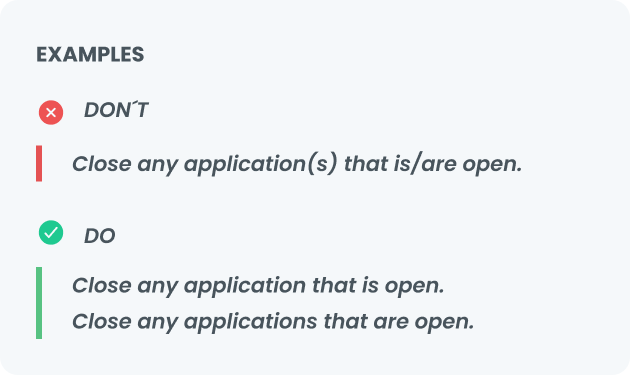 EXAMPLES
DON´T
Close any application(s) that is/are open.
DO
Close any application that is open.
Close any applications that are open.